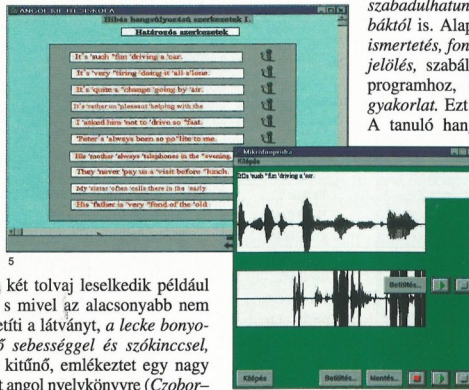 ANGOL KIEJTÉSISKOLA
Hibás hangsúlyozású szerkezetek I.
Határozós szerkezetek
It's 'such ''fun 'driving a 'car.
It's 'very ''tiring 'doing it 'all a'lone.
It's 'quite a ''change 'going by 'air.
It's 'rather un''pleasant 'helping with the
I 'asked him 'not to 'drive so ''fast.
'Peter's 'always been so po''lite to me.
His 'mother 'always 'telephones in the ''evening.
They 'never 'pay us a ''visit before ''lunch.
My 'sister 'often 'calls there in the 'early
His 'father is 'very ''fond of the 'old
5
szabadulhatun
báktól is. Alap
ismertetés, fon
jelölés, szabál
programhoz,
gyakorlat. Ezt
A tanuló han
Mikrofonpróba
Kilépés
It's 'such ''fun 'driving a 'car.
Betöltés...
Kilépés
Betöltés...
Mentés...
két tolvaj leselkedik például
s mivel az alacsonyabb nem
etíti a látványt, a lecke bonyo-
ő sebességgel és szókinccsel,
kitűnő, emlékeztet egy nagy
t angol nyelvkönyvre (Czobor–